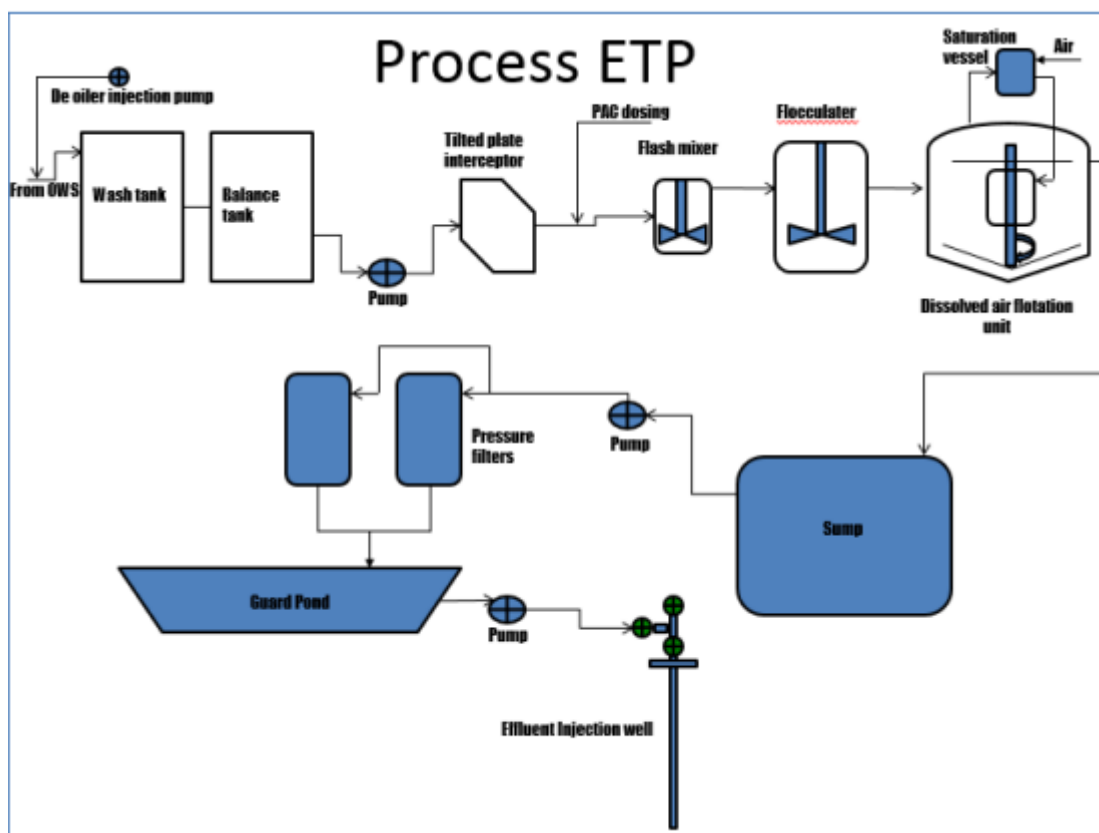 Process ETP
Saturation
vessel
Air
De oiler injection pump
PAC dosing
Flocculater
Tilted plate
interceptor
Flash mixer
From OWS
Wash tank
Balance
tank
Pump
Dissolved air flotation
unit
Pressure
filters
Pump
Sump
Guard Pond
Pump
Effluent Injection well